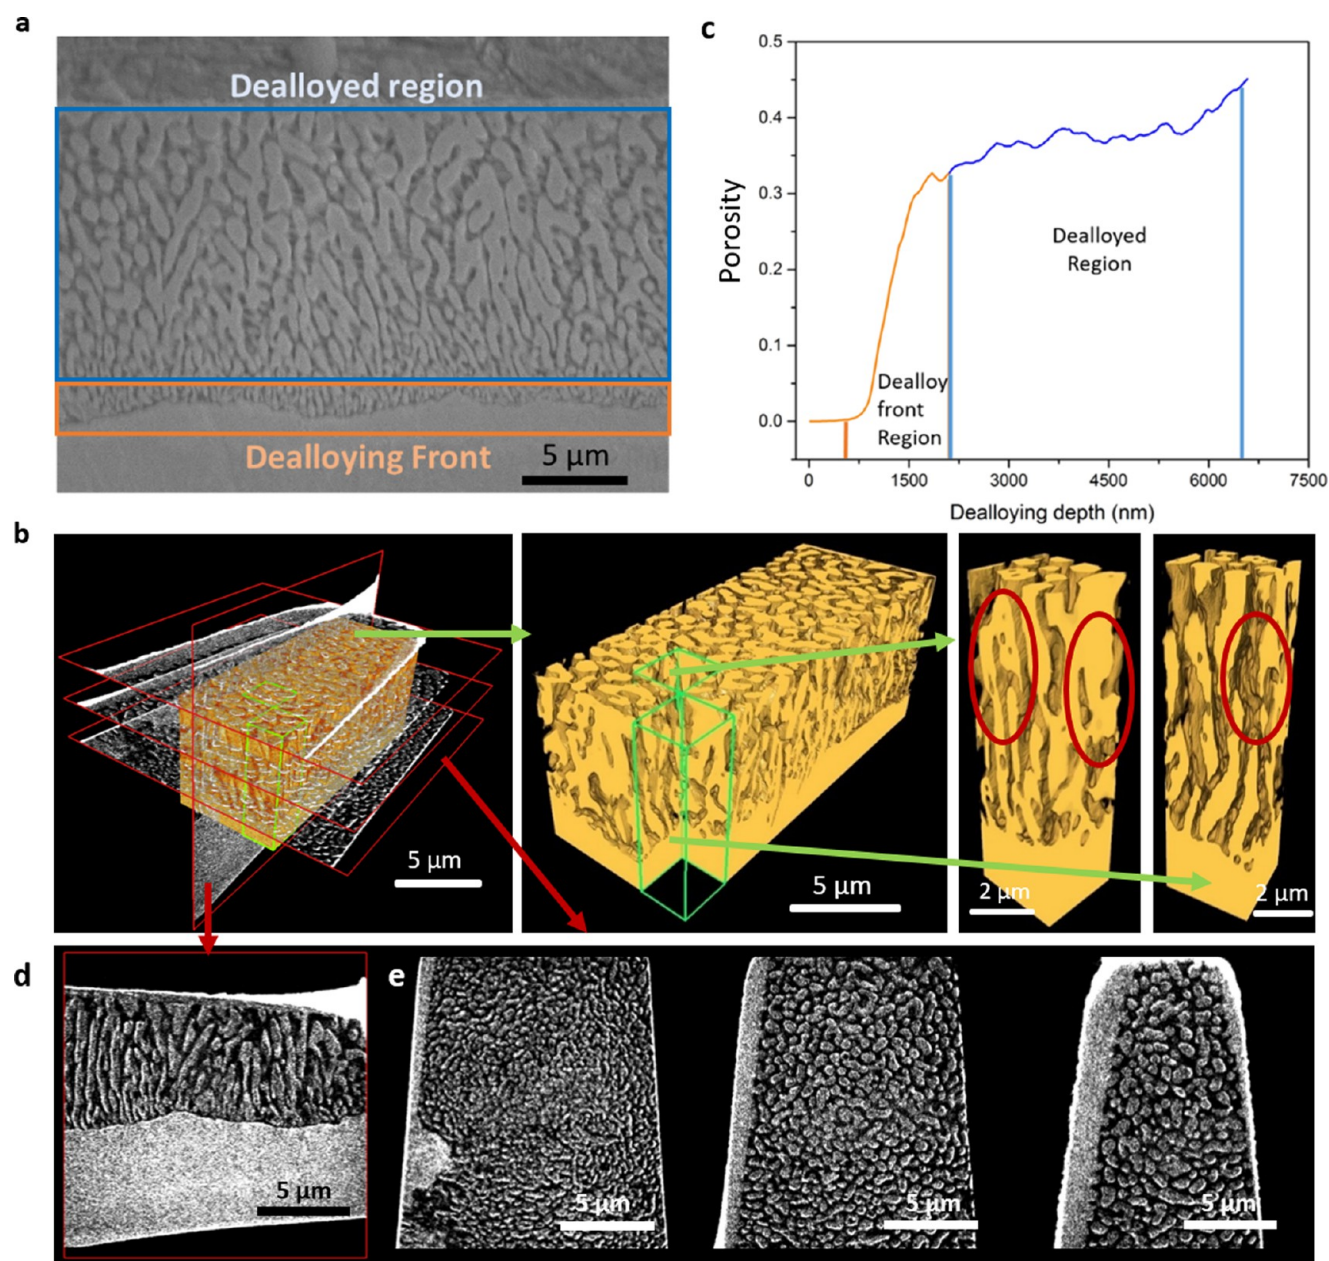 a
Dealloyed region
Dealloying Front
5 μm
c
0.5
0.4
0.3
0.2
0.1
0.0
Porosity
Dealloyed
Region
Dealloy
front
Region
0
1500
3000
4500
6000
7500
Dealloying depth (nm)
b
5 μm
5 μm
2 μm
2 μm
d
5 μm
e
5 μm
5 μm
5 μm